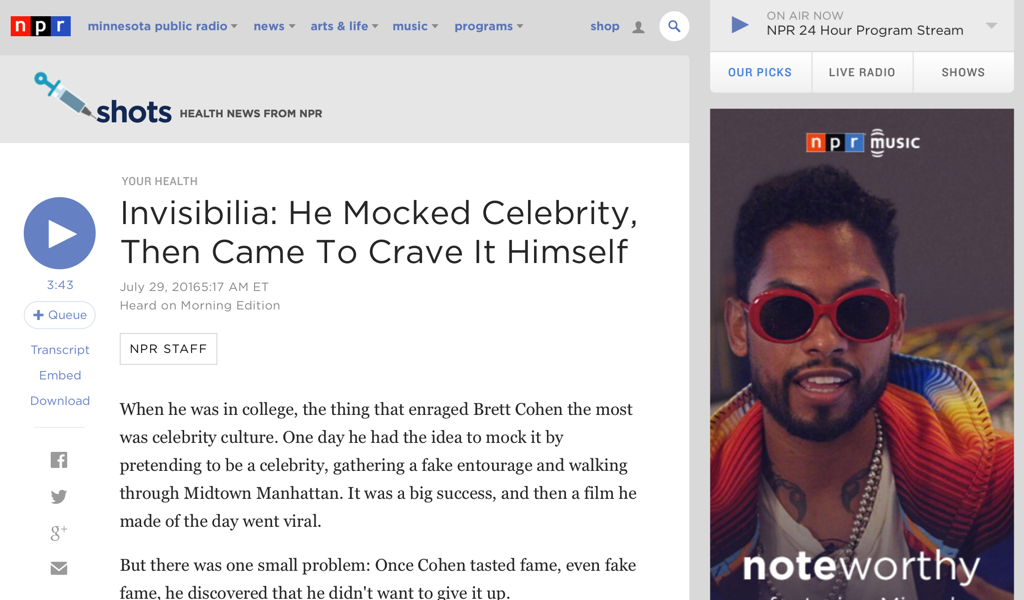 npr
minnesota public radio
news
arts & life
music
programs
shop
ON AIR NOW
NPR 24 Hour Program Stream
OUR PICKS
LIVE RADIO
SHOWS
shots HEALTH NEWS FROM NPR
npr music
YOUR HEALTH
Invisibilia: He Mocked Celebrity,
Then Came To Crave It Himself
3:43
July 29, 20165:17 AM ET
Heard on Morning Edition
+ Queue
NPR STAFF
Transcript
Embed
Download
When he was in college, the thing that enraged Brett Cohen the most
was celebrity culture. One day he had the idea to mock it by
pretending to be a celebrity, gathering a fake entourage and walking
through Midtown Manhattan. It was a big success, and then a film he
made of the day went viral.
g+
But there was one small problem: Once Cohen tasted fame, even fake
fame, he discovered that he didn't want to give it up.
noteworthy